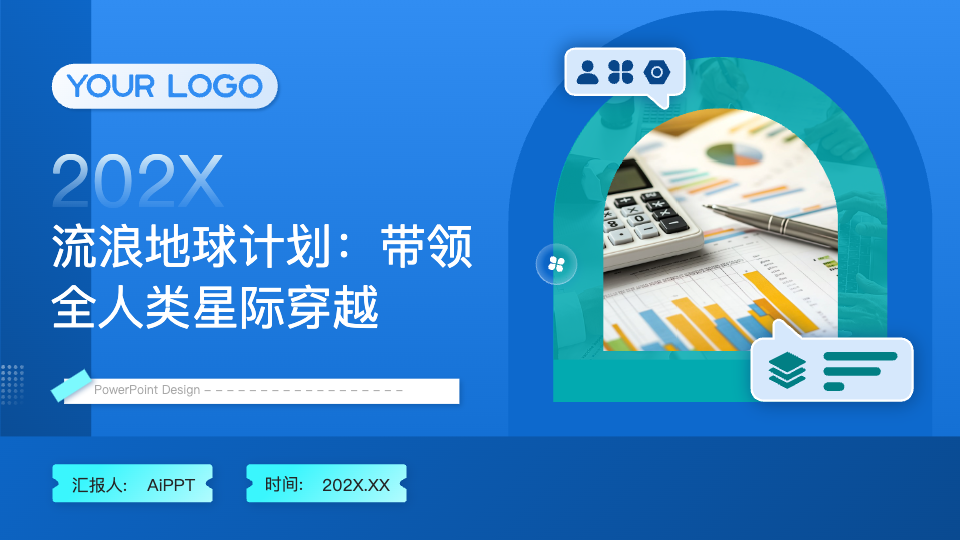 YOUR LOGO
202X
流浪地球计划：带领
全人类星际穿越
PowerPoint Design
汇报人： AiPPT
时间： 202X.XX